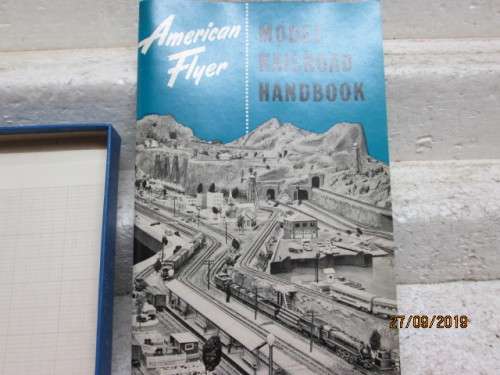 American
Flyer
MODEL
RAILROAD
HANDBOOK
27/09/2019